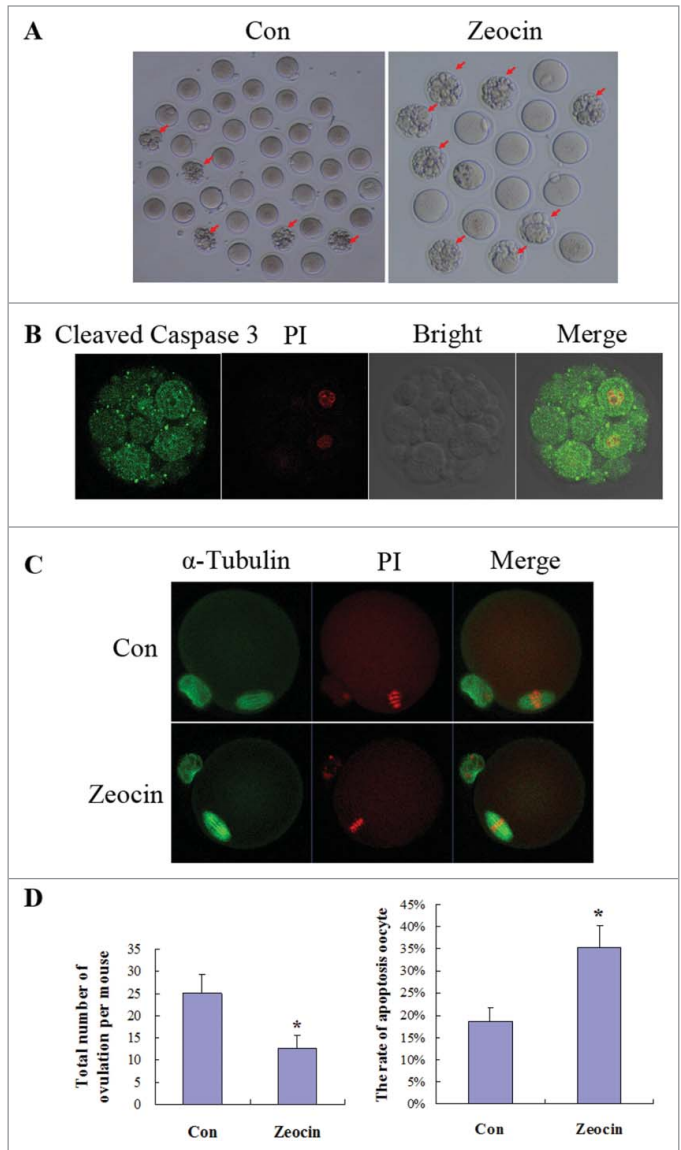 A
Con Zeocin
B
Cleaved Caspase 3 PI Bright Merge
C
α-Tubulin PI Merge
Con
Zeocin
D
Total number of
ovulation per mouse
35
30
25
20
15
10
5
0
*
Con Zeocin
The rate of apoptosis oocyte
45%
40%
35%
30%
25%
20%
15%
10%
5%
0%
*
Con Zeocin